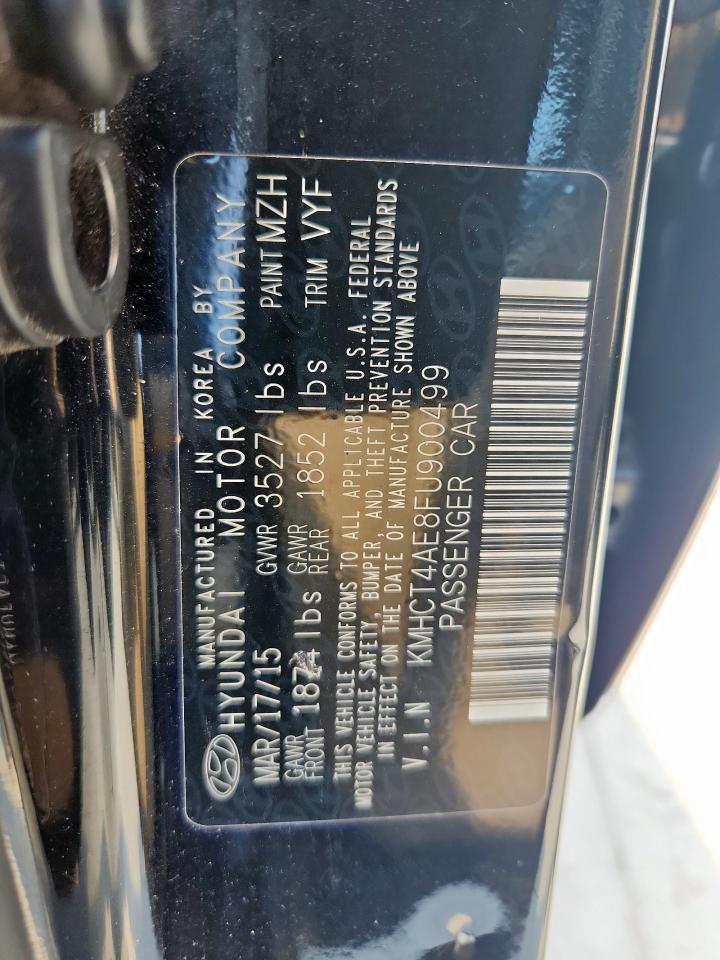 MANUFACTURED IN KOREA BY
HYUNDAI MOTOR COMPANY
MAR/17/15 GVWR 3527 lbs PAINT MZH
GAWR FRONT lbs GAWR REAR 1852 lbs TRIM VYF
THIS VEHICLE CONFORMS TO ALL APPLICABLE U.S.A. FEDERAL
MOTOR VEHICLE SAFETY, BUMPER, AND THEFT PREVENTION STANDARDS
IN EFFECT ON THE DATE OF MANUFACTURE SHOWN ABOVE
V.I.N KMHCT4AE8FU900499
PASSENGER CAR